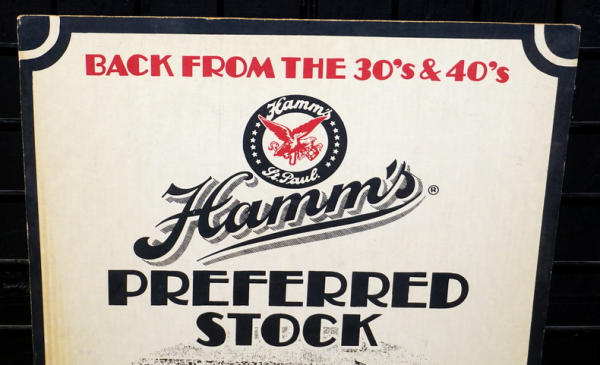 BACK FROM THE 30's & 40's
Hamm's
St. Paul.
Hamm's®
PREFERRED
STOCK